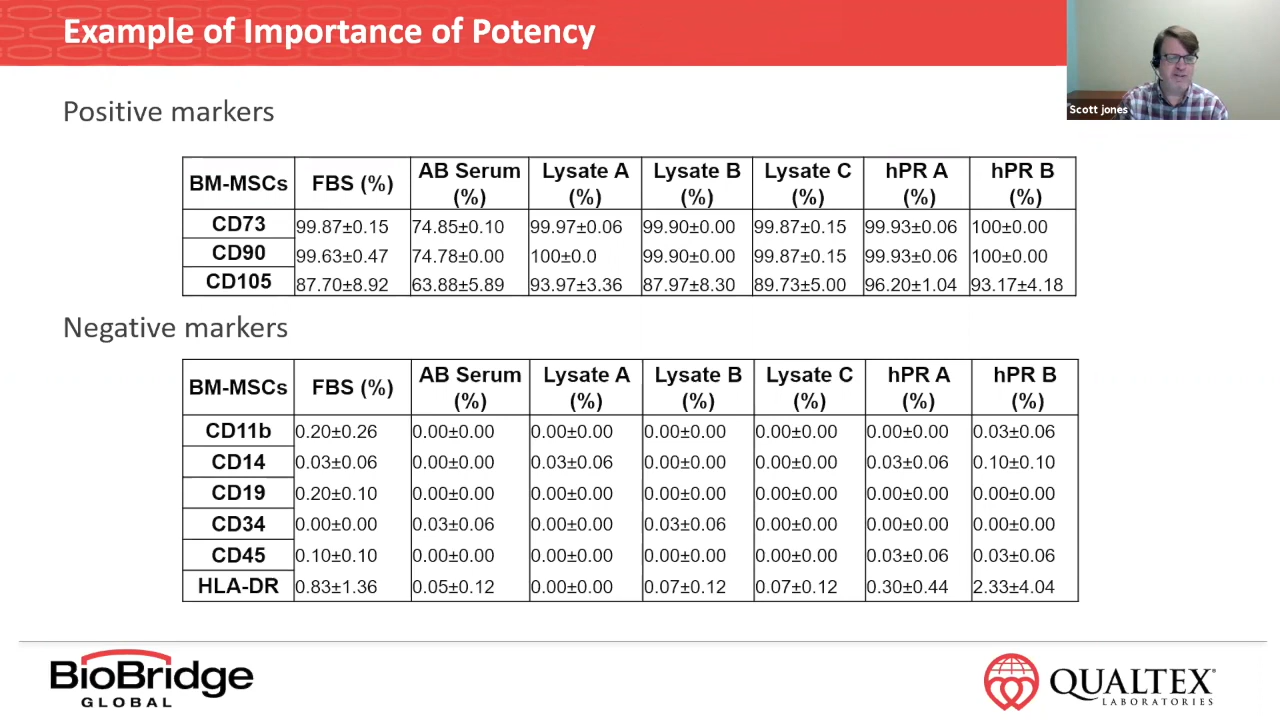 Example of Importance of Potency
Scott jones
Positive markers
BM-MSCs FBS (%) AB Serum (%) Lysate A (%) Lysate B (%) Lysate C (%) hPR A (%) hPR B (%)
CD73 99.87±0.15 74.85±0.10 99.97±0.06 99.90±0.00 99.87±0.15 99.93±0.06 100±0.00
CD90 99.63±0.47 74.78±0.00 100±0.0 99.90±0.00 99.87±0.15 99.93±0.06 100±0.00
CD105 87.70±8.92 63.88±5.89 93.97±3.36 87.97±8.30 89.73±5.00 96.20±1.04 93.17±4.18
Negative markers
BM-MSCs FBS (%) AB Serum (%) Lysate A (%) Lysate B (%) Lysate C (%) hPR A (%) hPR B (%)
CD11b 0.20±0.26 0.00±0.00 0.00±0.00 0.00±0.00 0.00±0.00 0.00±0.00 0.03±0.06
CD14 0.03±0.06 0.00±0.00 0.03±0.06 0.00±0.00 0.00±0.00 0.03±0.06 0.10±0.10
CD19 0.20±0.10 0.00±0.00 0.00±0.00 0.00±0.00 0.00±0.00 0.00±0.00 0.00±0.00
CD34 0.00±0.00 0.03±0.06 0.00±0.00 0.03±0.06 0.00±0.00 0.00±0.00 0.00±0.00
CD45 0.10±0.10 0.00±0.00 0.00±0.00 0.00±0.00 0.00±0.00 0.03±0.06 0.03±0.06
HLA-DR 0.83±1.36 0.05±0.12 0.00±0.00 0.07±0.12 0.07±0.12 0.30±0.44 2.33±4.04
BioBridge
GLOBAL
QUALTEX
LABORATORIES